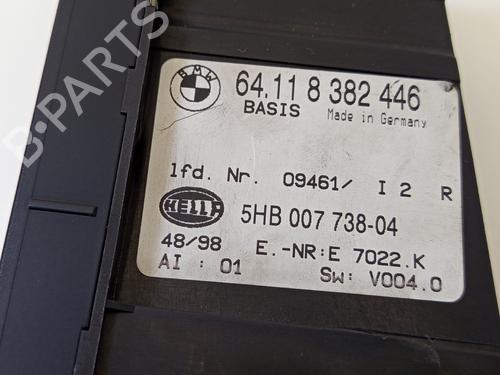 BMW
64.11 8 382 446
BASIS Made in Germany
lfd. Nr. 09461/ I 2 R
HELLA
5HB 007 738-04
48/98 E.-NR:E 7022.K
AI : 01 Sw: V004.0
B-PARTS